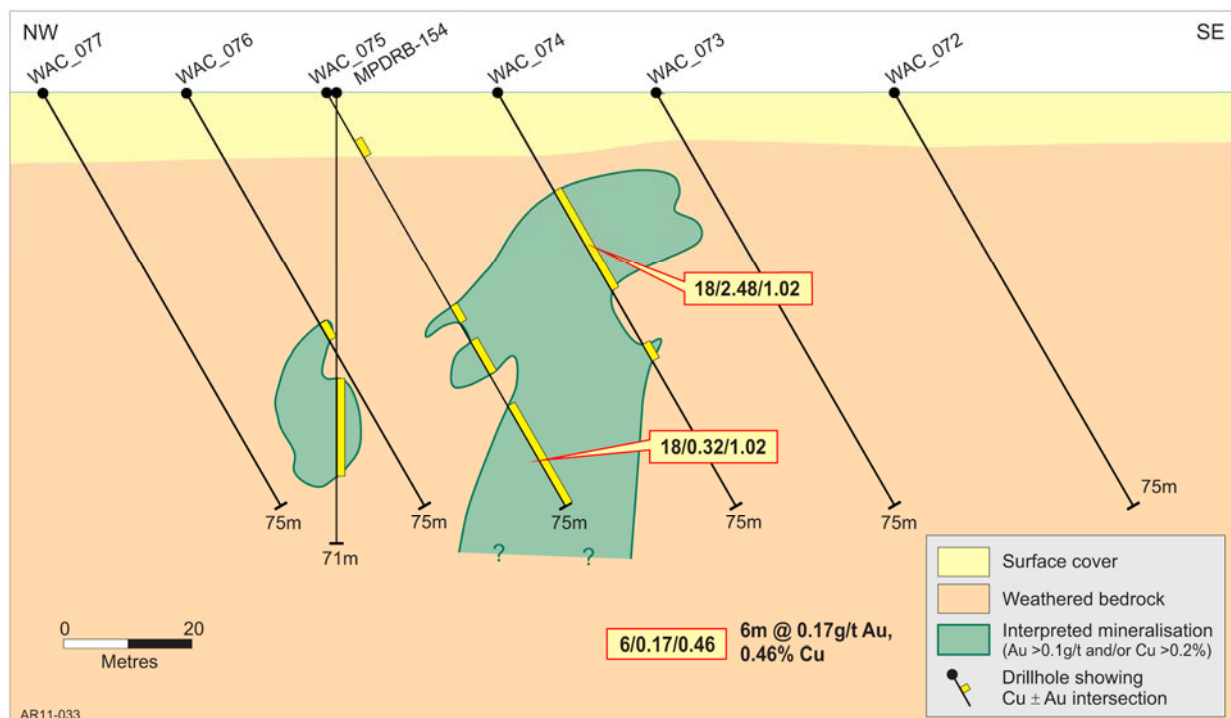 NW
SE
WAC_077
WAC_076
WAC_075
MPDRB-154
WAC_074
WAC_073
WAC_072
18/2.48/1.02
18/0.32/1.02
75m
75m
75m
75m
75m
75m
71m
?
?
0
20
Metres
6/0.17/0.46
6m @ 0.17g/t Au,
0.46% Cu
Surface cover
Weathered bedrock
Interpreted mineralisation
(Au >0.1g/t and/or Cu >0.2%)
Drillhole showing
Cu ± Au intersection
AR11-033